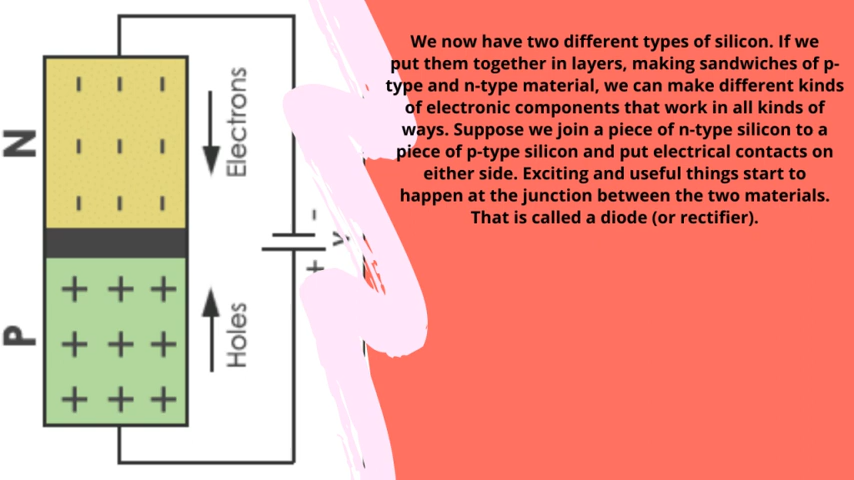 We now have two different types of silicon. If we
put them together in layers, making sandwiches of p-
type and n-type material, we can make different kinds
of electronic components that work in all kinds of
ways. Suppose we join a piece of n-type silicon to a
piece of p-type silicon and put electrical contacts on
either side. Exciting and useful things start to
happen at the junction between the two materials.
That is called a diode (or rectifier).
N
Electrons
- 
+
P
Holes